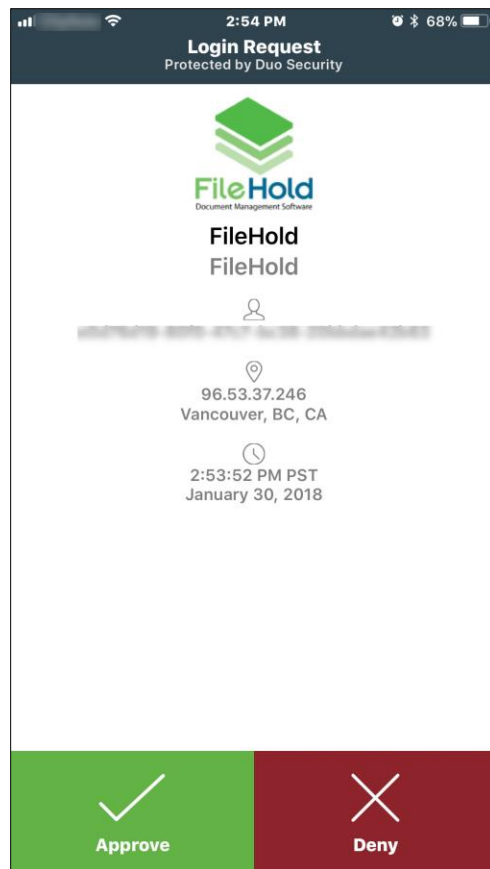 2:54 PM 68%
Login Request
Protected by Duo Security
FileHold
Document Management Software
FileHold
FileHold
96.53.37.246
Vancouver, BC, CA
2:53:52 PM PST
January 30, 2018
Approve Deny